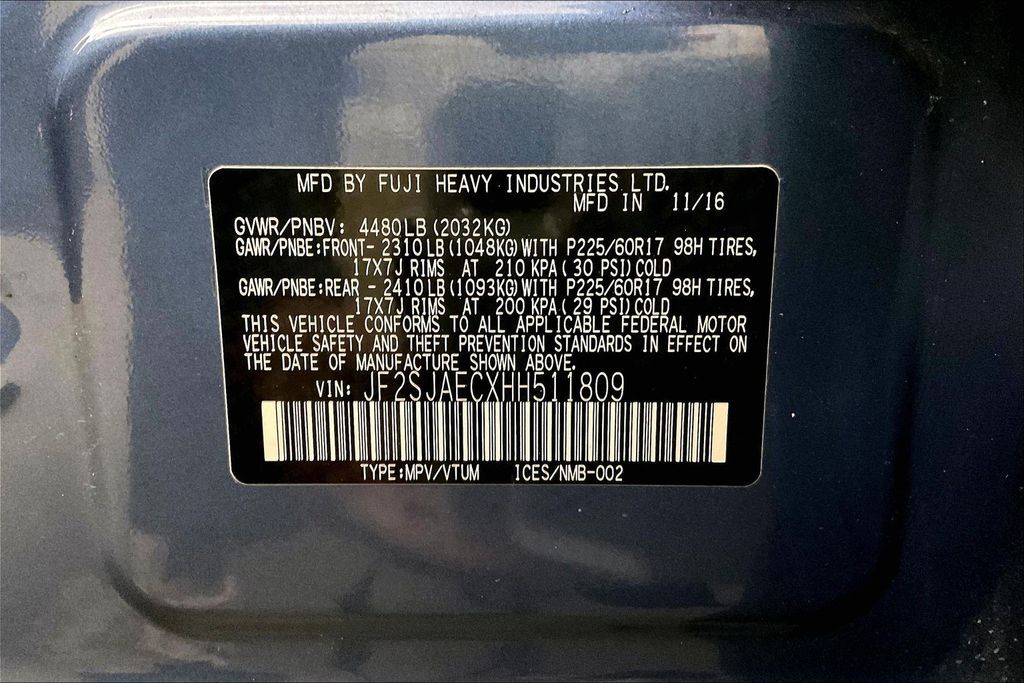 MFD BY FUJI HEAVY INDUSTRIES LTD.
MFD IN 11/16
GVWR/PNBV: 4480LB (2032KG)
GAWR/PNBE:FRONT- 2310LB (1048KG) WITH P225/60R17 98H TIRES,
17X7J RIMS AT 210 KPA (30 PSI) COLD
GAWR/PNBE:REAR - 2410LB (1093KG) WITH P225/60R17 98H TIRES,
17X7J RIMS AT 200 KPA (29 PSI) COLD
THIS VEHICLE CONFORMS TO ALL APPLICABLE FEDERAL MOTOR
VEHICLE SAFETY AND THEFT PREVENTION STANDARDS IN EFFECT ON
THE DATE OF MANUFACTURE SHOWN ABOVE.
VIN: JF2SJAECXHH511809
TYPE:MPV/VTUM ICES/NMB-002